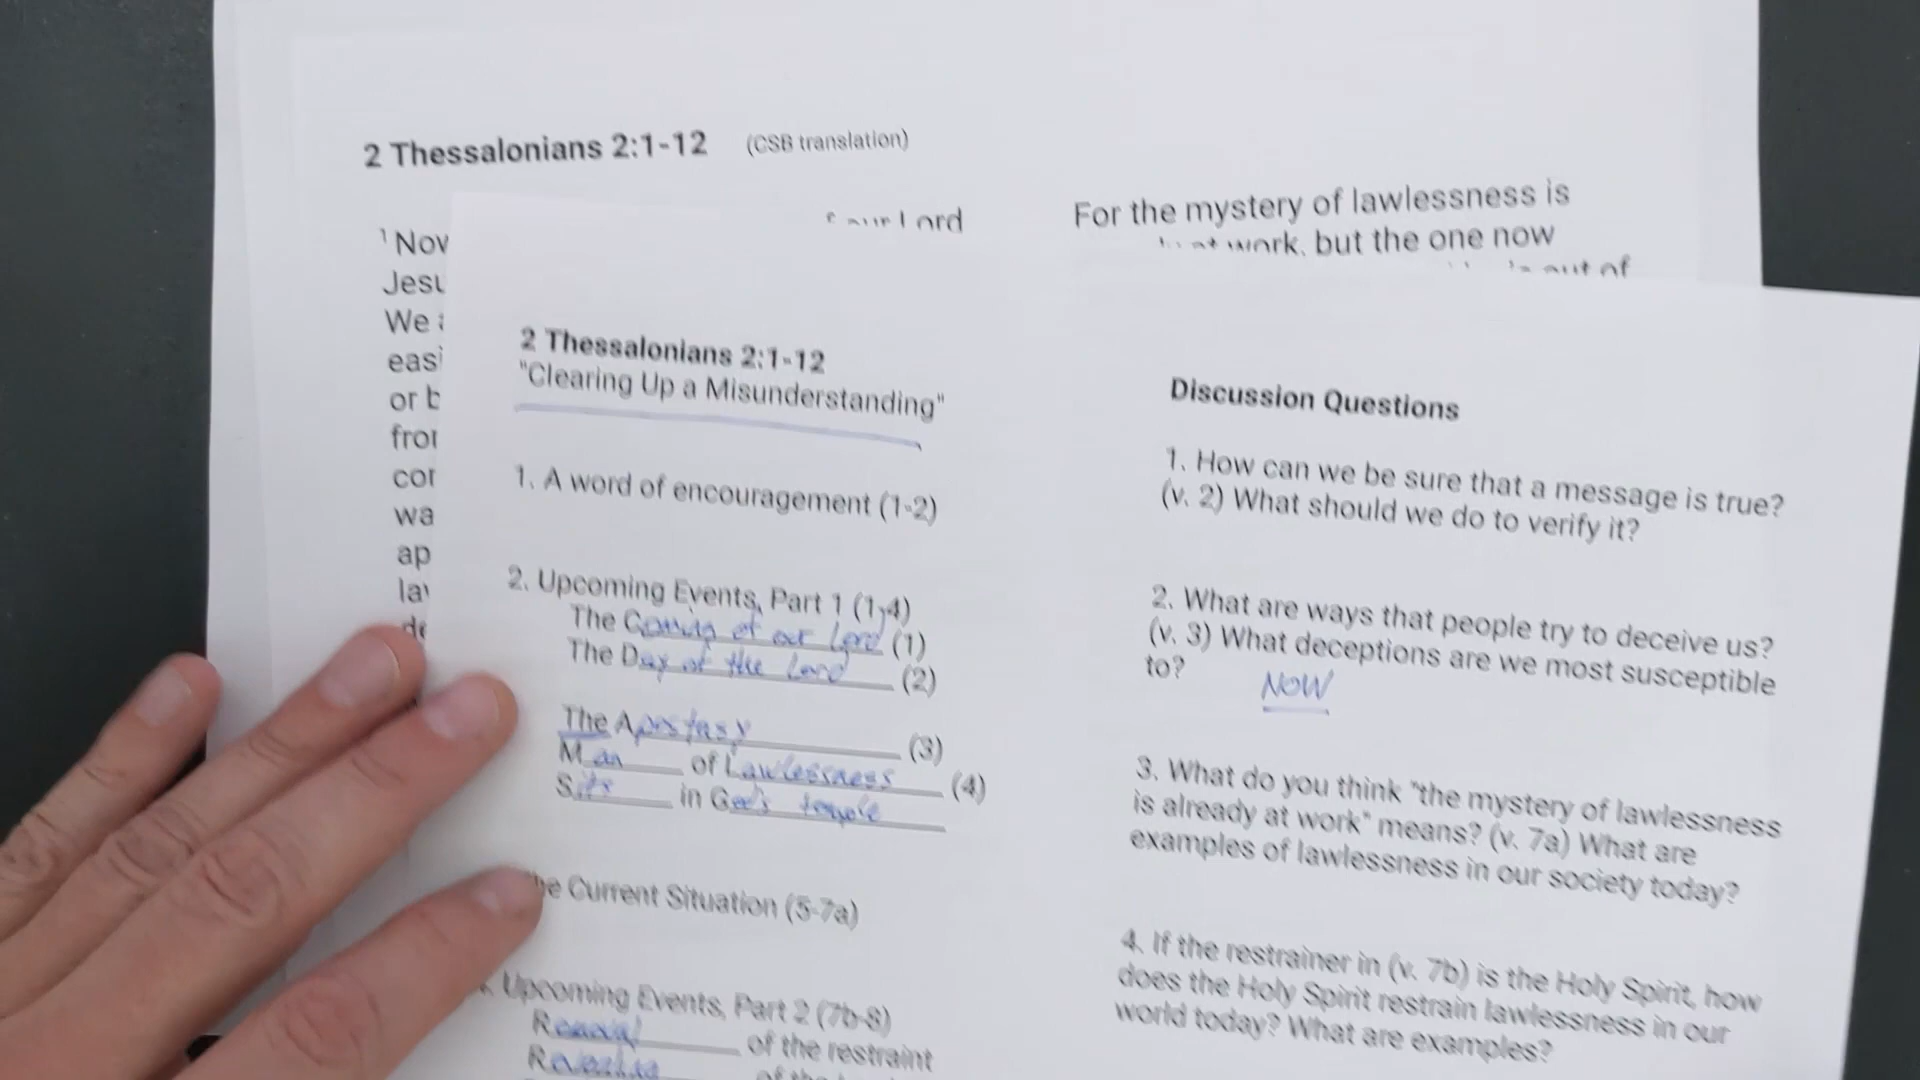 2 Thessalonians 2:1-12 (CSB translation)
Lord
1 Nov
Jesu
We
easi
or b
fror
cor
wa
ap
la
de
For the mystery of lawlessness is
at work, but the one now
out of
2 Thessalonians 2:1-12
"Clearing Up a Misunderstanding"
1. A word of encouragement (1-2)
2. Upcoming Events, Part 1 (1,4)
The Coming of our Lord (1)
The Day of the Lord (2)
The Apostasy (3)
Man of Lawlessness (4)
Sits in God's temple
he Current Situation (5-7a)
Upcoming Events, Part 2 (7b-8)
Removal of the restraint
Revealing of the
Discussion Questions
1. How can we be sure that a message is true?
(v. 2) What should we do to verify it?
2. What are ways that people try to deceive us?
(v. 3) What deceptions are we most susceptible
to? NOW
3. What do you think "the mystery of lawlessness
is already at work" means? (v. 7a) What are
examples of lawlessness in our society today?
4. If the restrainer in (v. 7b) is the Holy Spirit, how
does the Holy Spirit restrain lawlessness in our
world today? What are examples?